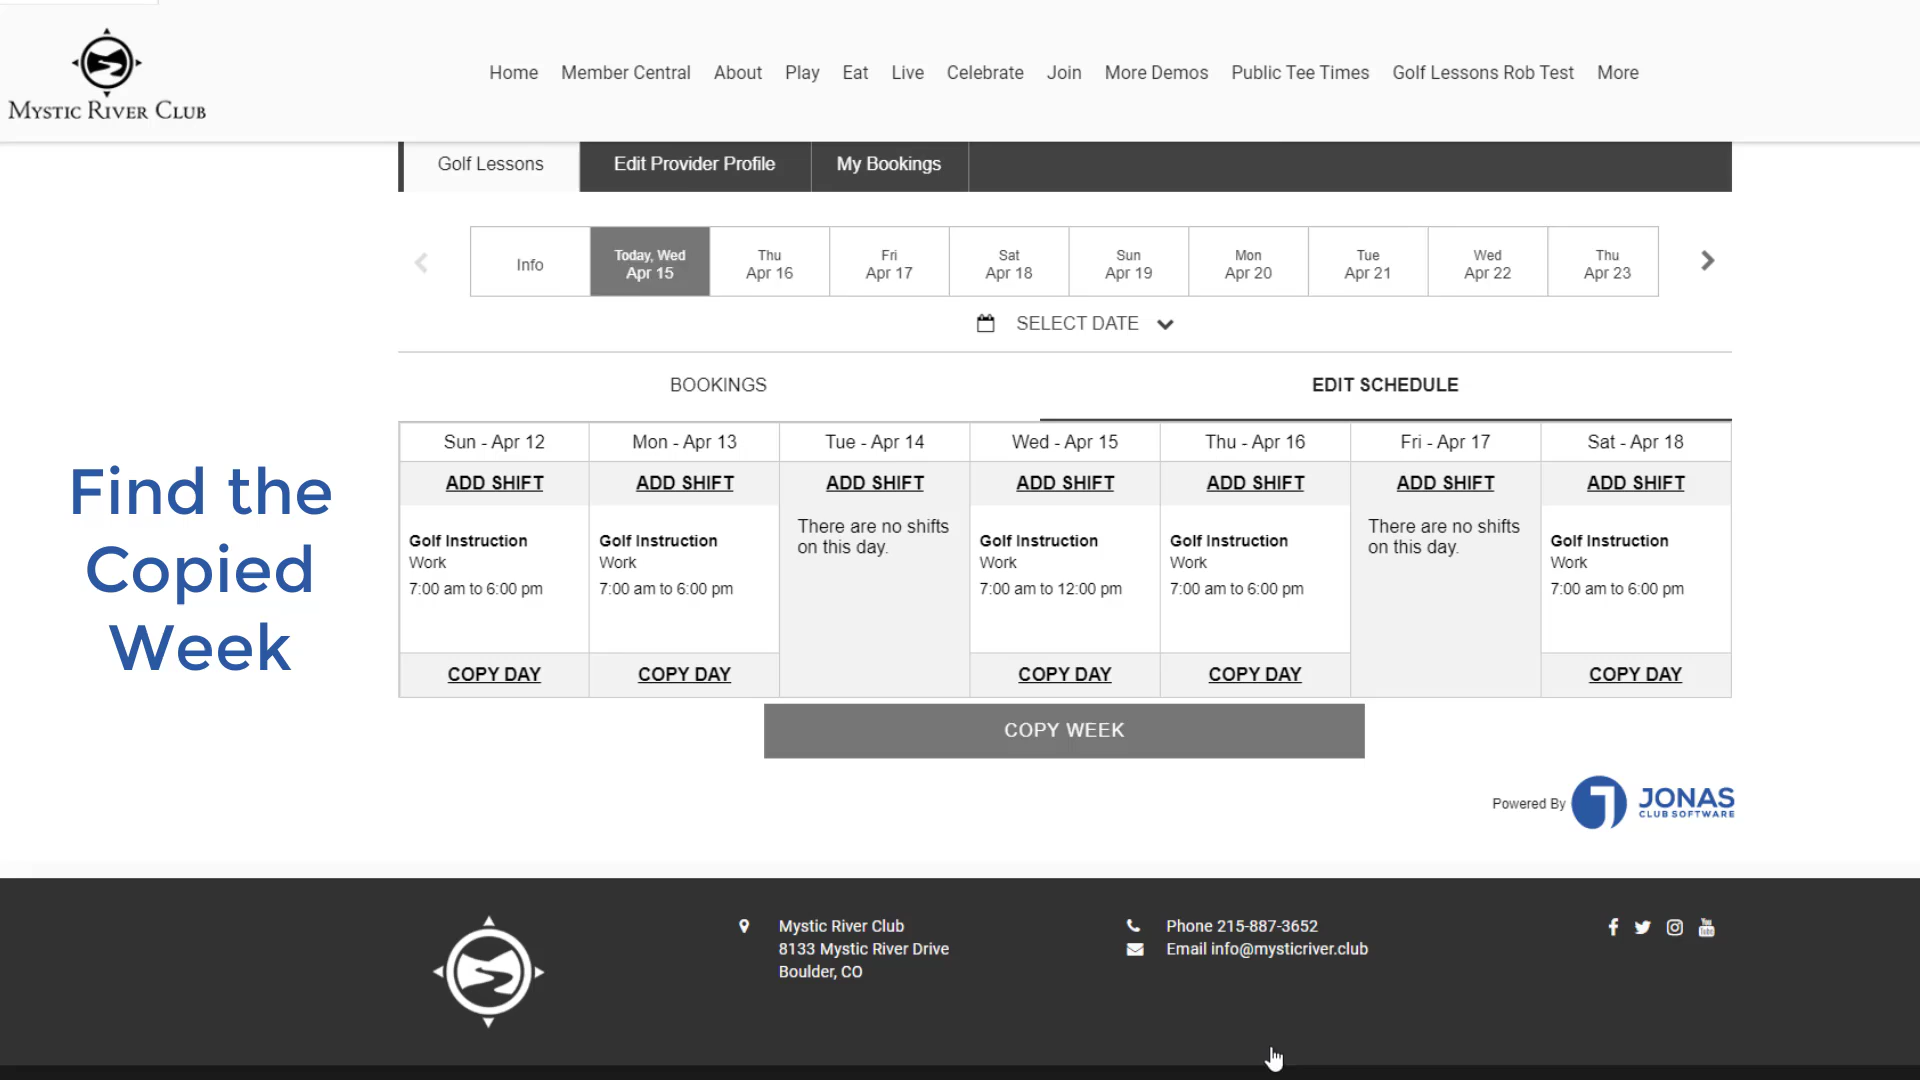 MYSTIC RIVER CLUB
Home Member Central About Play Eat Live Celebrate Join More Demos Public Tee Times Golf Lessons Rob Test More
Golf Lessons Edit Provider Profile My Bookings
Info
Today, Wed
Apr 15
Thu
Apr 16
Fri
Apr 17
Sat
Apr 18
Sun
Apr 19
Mon
Apr 20
Tue
Apr 21
Wed
Apr 22
Thu
Apr 23
SELECT DATE
BOOKINGS EDIT SCHEDULE
Find the
Copied
Week
Sun - Apr 12
ADD SHIFT
Golf Instruction
Work
7:00 am to 6:00 pm
COPY DAY
Mon - Apr 13
ADD SHIFT
Golf Instruction
Work
7:00 am to 6:00 pm
COPY DAY
Tue - Apr 14
ADD SHIFT
There are no shifts
on this day.
Wed - Apr 15
ADD SHIFT
Golf Instruction
Work
7:00 am to 12:00 pm
COPY DAY
Thu - Apr 16
ADD SHIFT
Golf Instruction
Work
7:00 am to 6:00 pm
COPY DAY
Fri - Apr 17
ADD SHIFT
There are no shifts
on this day.
Sat - Apr 18
ADD SHIFT
Golf Instruction
Work
7:00 am to 6:00 pm
COPY DAY
COPY WEEK
Powered By JONAS
CLUB SOFTWARE
Mystic River Club
8133 Mystic River Drive
Boulder, CO
Phone 215-887-3652
Email info@mysticriver.club
You
Tube